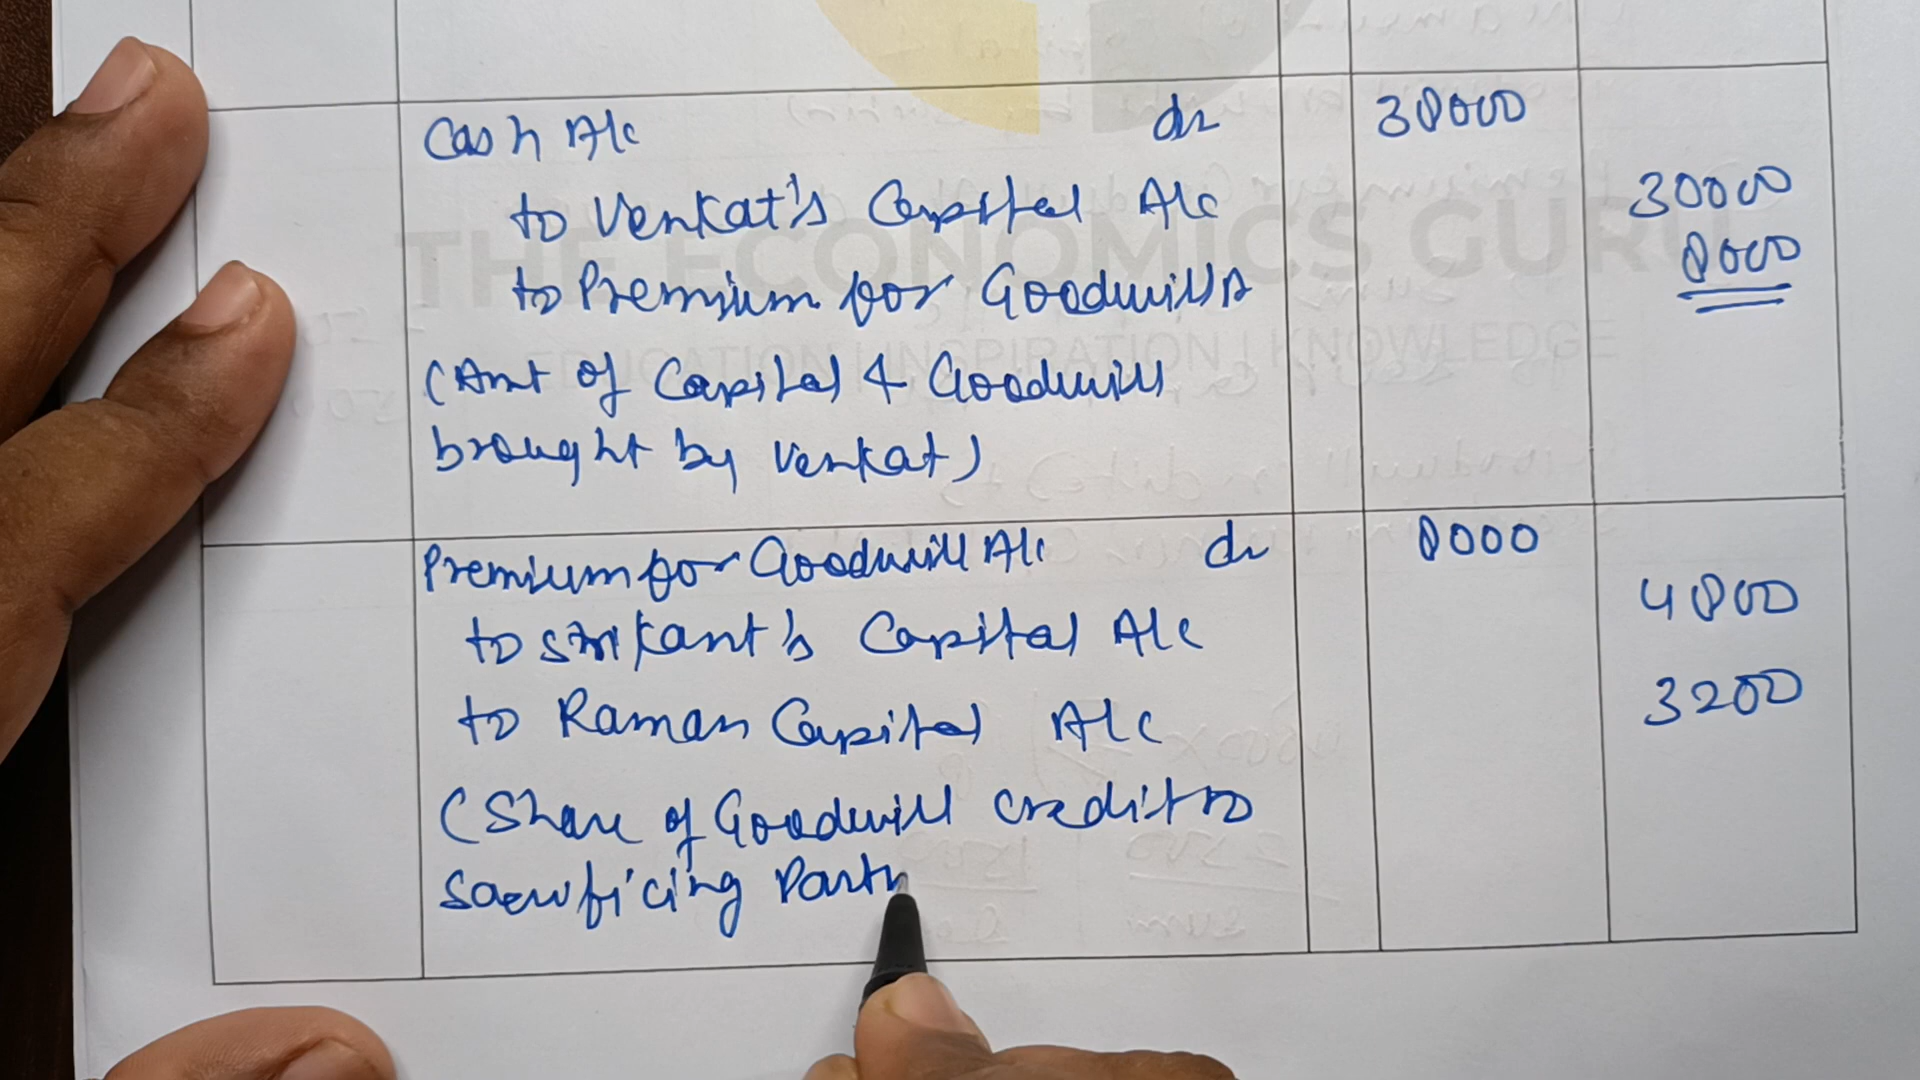 Cash A/c dr 38000
to Venkat's Capital A/c 30000
to Premium for Goodwill A 8000
(Amt of Capital & Goodwill
brought by Venkat)
Premium for Goodwill A/c dr 8000
to Srikant's Capital A/c 4800
to Raman Capital A/c 3200
(Share of Goodwill credit to
Sacrificing Partn
THE ECONOMICS GURU
EDUCATION | INSPIRATION | KNOWLEDGE